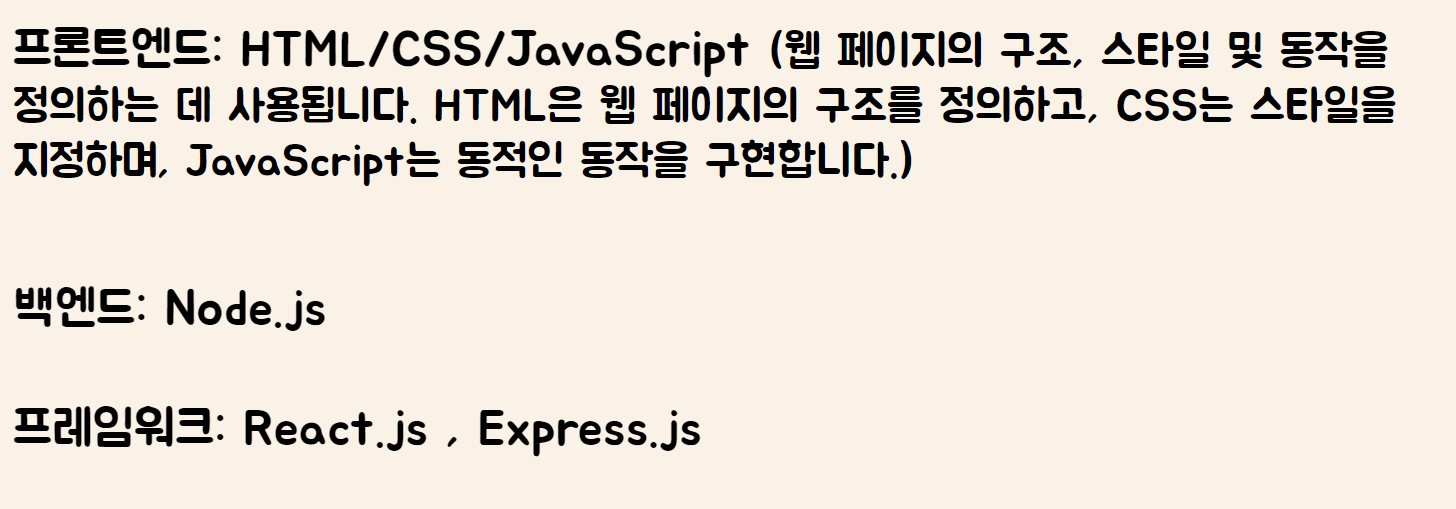 프론트엔드: HTML/CSS/JavaScript (웹 페이지의 구조, 스타일 및 동작을
정의하는 데 사용됩니다. HTML은 웹 페이지의 구조를 정의하고, CSS는 스타일을
지정하며, JavaScript는 동적인 동작을 구현합니다.)
백엔드: Node.js
프레임워크: React.js , Express.js